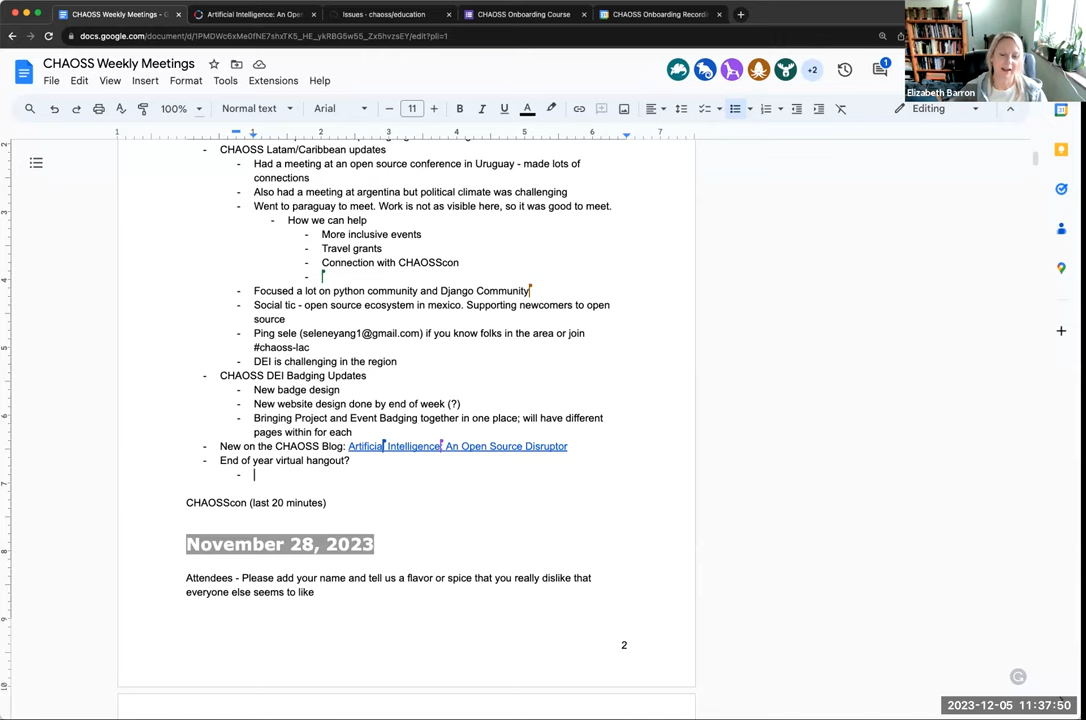 CHAOSS Weekly Meetings - G
Artificial Intelligence: An Open
Issues · chaoss/education
CHAOSS Onboarding Course
CHAOSS Onboarding Recordi
docs.google.com/document/d/
CHAOSS Weekly Meetings
File Edit View Insert Format Tools Extensions Help
+2
1
Elizabeth Barron
100%
Normal text
Arial
11
Editing
1 1 2 3 4 5 6 7
- CHAOSS Latam/Caribbean updates
- Had a meeting at an open source conference in Uruguay - made lots of
connections
- Also had a meeting at argentina but political climate was challenging
- Went to paraguay to meet. Work is not as visible here, so it was good to meet.
- How we can help
- More inclusive events
- Travel grants
- Connection with CHAOSScon
-
- Focused a lot on python community and Django Community
- Social tic - open source ecosystem in mexico. Supporting newcomers to open
source
- Ping sele (seleneyang1@gmail.com) if you know folks in the area or join
#chaoss-lac
- DEI is challenging in the region
- CHAOSS DEI Badging Updates
- New badge design
- New website design done by end of week (?)
- Bringing Project and Event Badging together in one place; will have different
pages within for each
- New on the CHAOSS Blog: Artificial Intelligence: An Open Source Disruptor
- End of year virtual hangout?
-
CHAOSScon (last 20 minutes)
November 28, 2023
Attendees - Please add your name and tell us a flavor or spice that you really dislike that
everyone else seems to like
2
2023-12-05 11:37:50